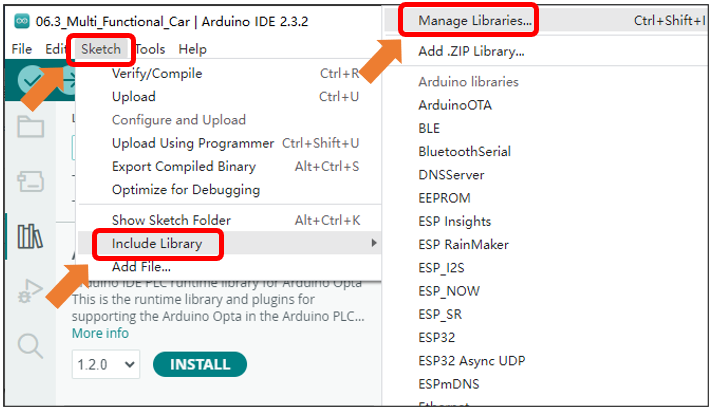 06.3_Multi_Functional_Car | Arduino IDE 2.3.2
File Edit Sketch Tools Help
Verify/Compile Ctrl+R
Upload Ctrl+U
Configure and Upload
Upload Using Programmer Ctrl+Shift+U
Export Compiled Binary Alt+Ctrl+S
Optimize for Debugging
Show Sketch Folder Alt+Ctrl+K
Include Library
Add File...
Arduino IDE PLC runtime library for Arduino Opta
This is the runtime library and plugins for
supporting the Arduino Opta in the Arduino PLC...
More info
1.2.0 INSTALL
Manage Libraries... Ctrl+Shift+I
Add .ZIP Library...
Arduino libraries
ArduinoOTA
BLE
BluetoothSerial
DNSServer
EEPROM
ESP Insights
ESP RainMaker
ESP_I2S
ESP_NOW
ESP_SR
ESP32
ESP32 Async UDP
ESPmDNS
Ethernet